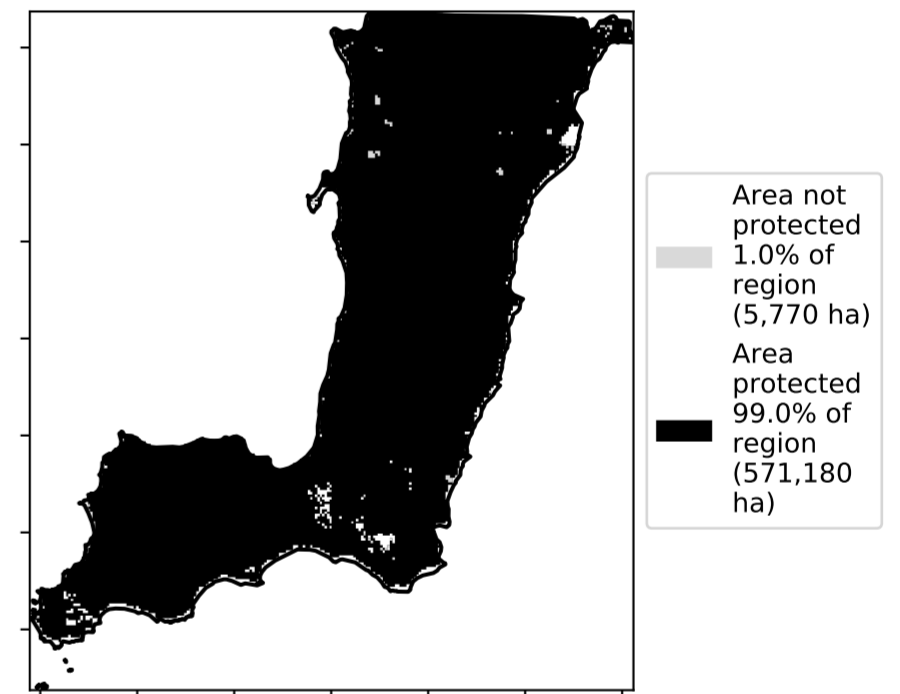 Area not
protected
1.0% of
region
(5,770 ha)
Area
protected
99.0% of
region
(571,180
ha)